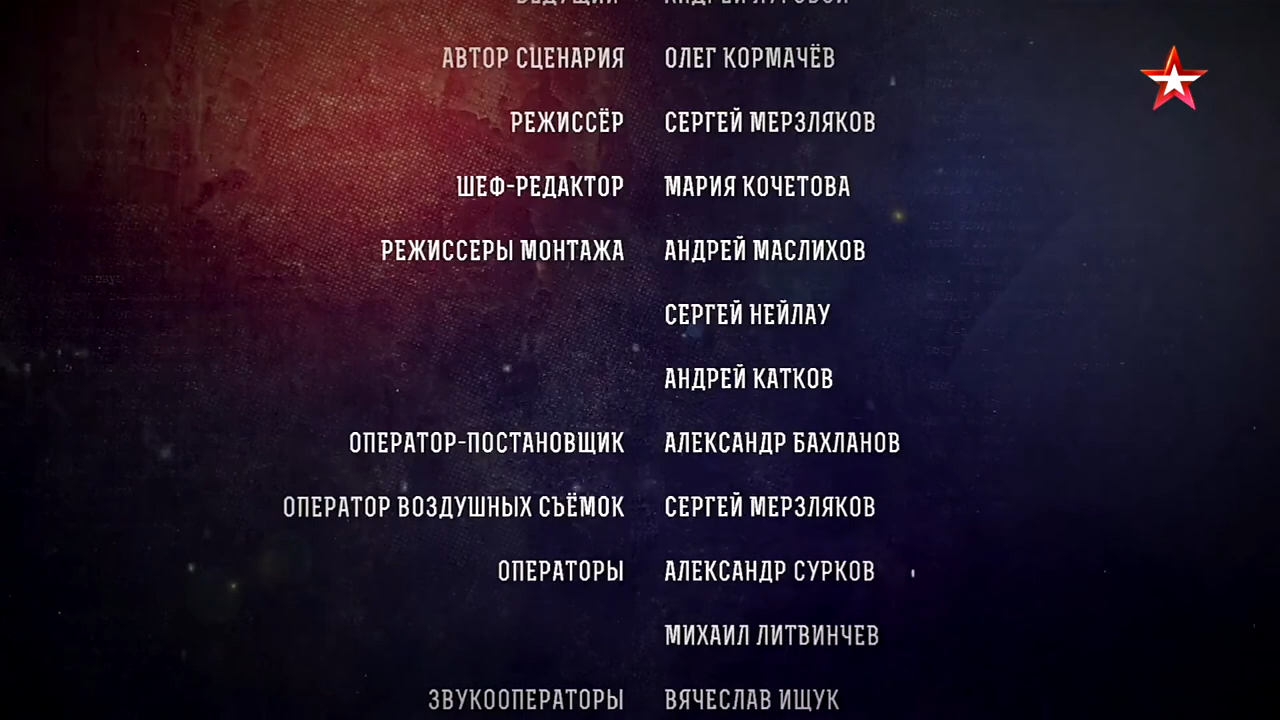 АВТОР СЦЕНАРИЯ ОЛЕГ КОРМАЧЁВ
РЕЖИССЁР СЕРГЕЙ МЕРЗЛЯКОВ
ШЕФ-РЕДАКТОР МАРИЯ КОЧЕТОВА
РЕЖИССЕРЫ МОНТАЖА АНДРЕЙ МАСЛИХОВ
СЕРГЕЙ НЕЙЛАУ
АНДРЕЙ КАТКОВ
ОПЕРАТОР-ПОСТАНОВЩИК АЛЕКСАНДР БАХЛАНОВ
ОПЕРАТОР ВОЗДУШНЫХ СЪЁМОК СЕРГЕЙ МЕРЗЛЯКОВ
ОПЕРАТОРЫ АЛЕКСАНДР СУРКОВ
МИХАИЛ ЛИТВИНЧЕВ
ЗВУКООПЕРАТОРЫ ВЯЧЕСЛАВ ИЩУК